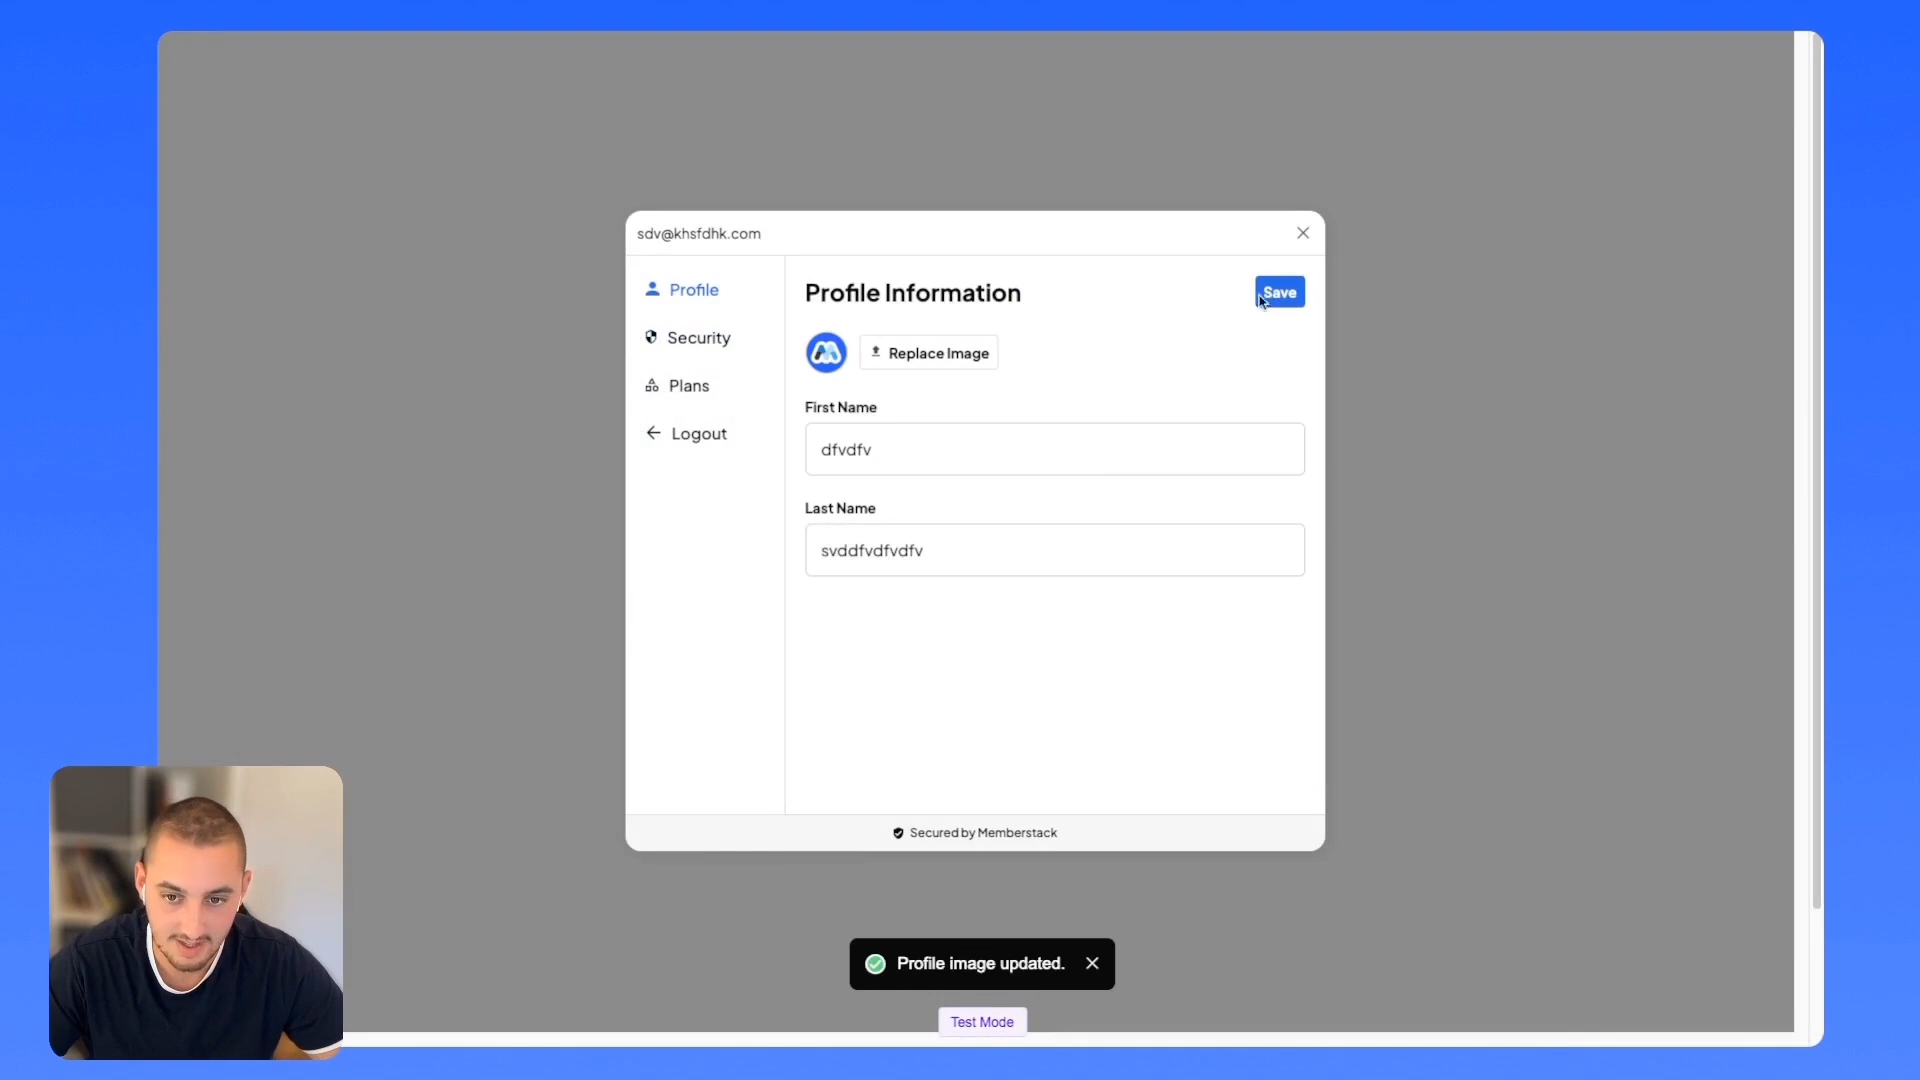 sdv@khsfdhk.com
Profile
Security
Plans
Logout
Profile Information
Save
Replace Image
First Name
dfvdfv
Last Name
svddfvdfvdfv
Secured by Memberstack
Profile image updated.
Test Mode